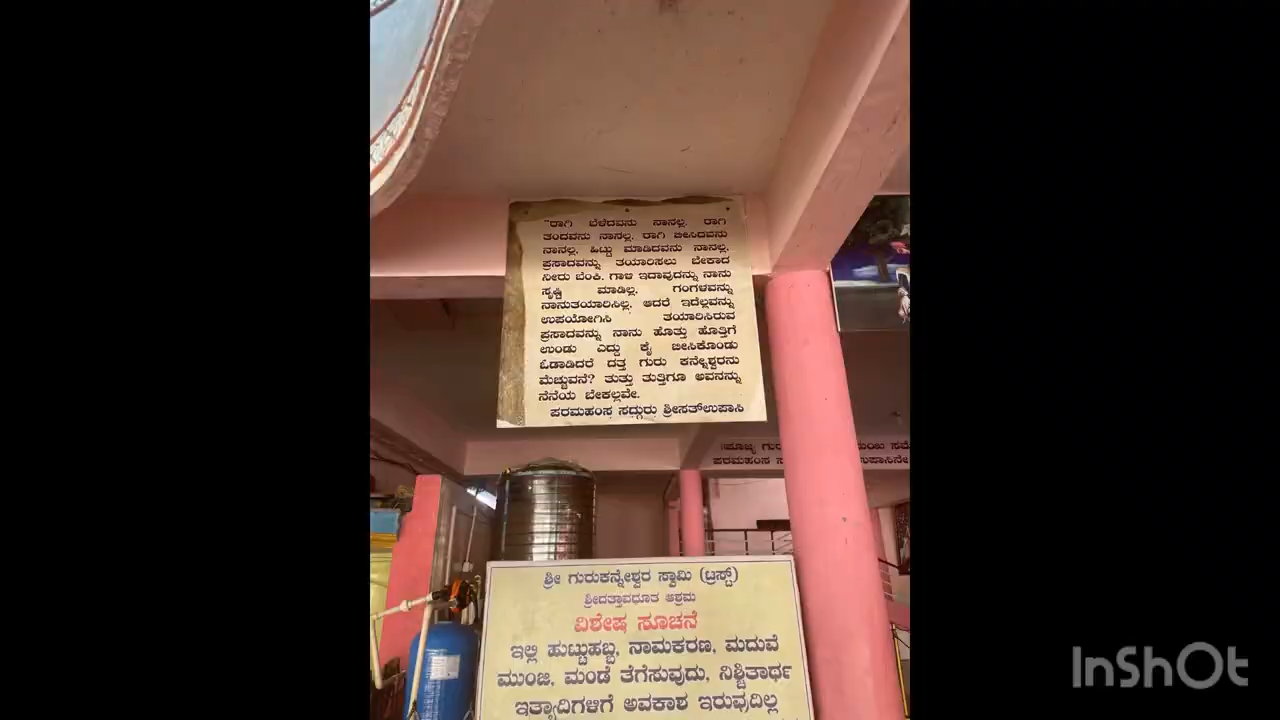 "ರಾಗಿ ಬೆಳೆದವನು ನಾನಲ್ಲ. ರಾಗಿ
ತಂದವನು ನಾನಲ್ಲ. ರಾಗಿ ಬೀಸಿದವನು
ನಾನಲ್ಲ. ಹಿಟ್ಟು ಮಾಡಿದವನು ನಾನಲ್ಲ.
ಪ್ರಸಾದವನ್ನು ತಯಾರಿಸಲು ಬೇಕಾದ
ನೀರು ಬೆಂಕಿ. ಗಾಳಿ ಇದಾವುದನ್ನು ನಾನು
ಸೃಷ್ಟಿ ಮಾಡಿಲ್ಲ. ಗಂಗಳವನ್ನು
ನಾನುತಯಾರಿಸಿಲ್ಲ. ಆದರೆ ಇದೆಲ್ಲವನ್ನು
ಉಪಯೋಗಿಸಿ ತಯಾರಿಸಿರುವ
ಪ್ರಸಾದವನ್ನು ನಾನು ಹೊತ್ತು ಹೊತ್ತಿಗೆ
ಉಂಡು ಎದ್ದು ಕೈ ಬೀಸಿಕೊಂಡು
ಓಡಾಡಿದರೆ ದತ್ತ ಗುರು ಕನ್ನೇಶ್ವರನು
ಮೆಚ್ಚುವನೆ? ತುತ್ತು ತುತ್ತಿಗೂ ಅವನನ್ನು
ನೆನೆಯ ಬೇಕಲ್ಲವೇ.
ಪರಮಹಂಸ ಸದ್ಗುರು ಶ್ರೀಸತ್‌ಉಪಾಸಿ
ಪರಮಹಂಸ
ಶ್ರೀ ಗುರುಕನ್ನೇಶ್ವರ ಸ್ವಾಮಿ (ಟ್ರಸ್ಟ್)
ಶ್ರೀದತ್ತಾವಧೂತ ಆಶ್ರಮ
ವಿಶೇಷ ಸೂಚನೆ
ಇಲ್ಲಿ ಹುಟ್ಟುಹಬ್ಬ, ನಾಮಕರಣ, ಮದುವೆ
ಮುಂಜಿ, ಮಂಡೆ ತೆಗೆಸುವುದು, ನಿಶ್ಚಿತಾರ್ಥ
ಇತ್ಯಾದಿಗಳಿಗೆ ಅವಕಾಶ ಇರುವುದಿಲ್ಲ
InShOt